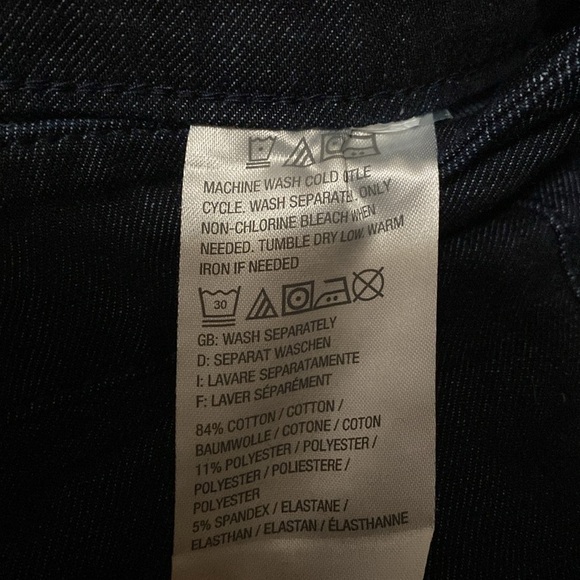 MACHINE WASH COLD TLE
CYCLE. WASH SEPARATE ONLY
NON-CHLORINE BLEACH WHEN
NEEDED. TUMBLE DRY LOW. WARM
IRON IF NEEDED
30
GB: WASH SEPARATELY
D: SEPARAT WASCHEN
I: LAVARE SEPARATAMENTE
F: LAVER SÉPARÉMENT
84% COTTON / COTTON /
BAUMWOLLE / COTONE / COTON
11% POLYESTER / POLYESTER /
POLYESTER / POLIESTERE /
POLYESTER
5% SPANDEX / ELASTANE /
ELASTHAN / ELASTAN / ÉLASTHANNE